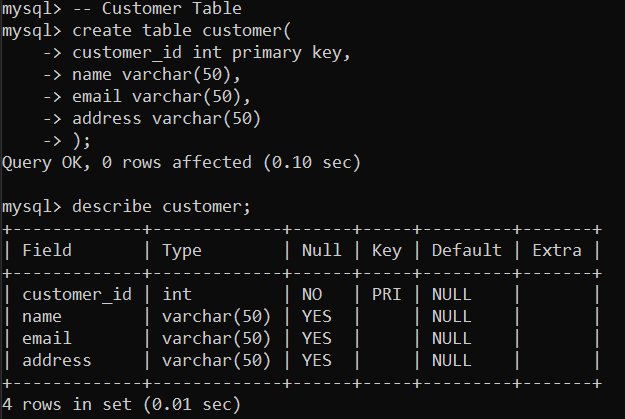 mysql> -- Customer Table
mysql> create table customer(
    -> customer_id int primary key,
    -> name varchar(50),
    -> email varchar(50),
    -> address varchar(50)
    -> );
Query OK, 0 rows affected (0.10 sec)

mysql> describe customer;
+-------------+-------------+------+-----+---------+-------+
| Field       | Type        | Null | Key | Default | Extra |
+-------------+-------------+------+-----+---------+-------+
| customer_id | int         | NO   | PRI | NULL    |       |
| name        | varchar(50) | YES  |     | NULL    |       |
| email       | varchar(50) | YES  |     | NULL    |       |
| address     | varchar(50) | YES  |     | NULL    |       |
+-------------+-------------+------+-----+---------+-------+
4 rows in set (0.01 sec)